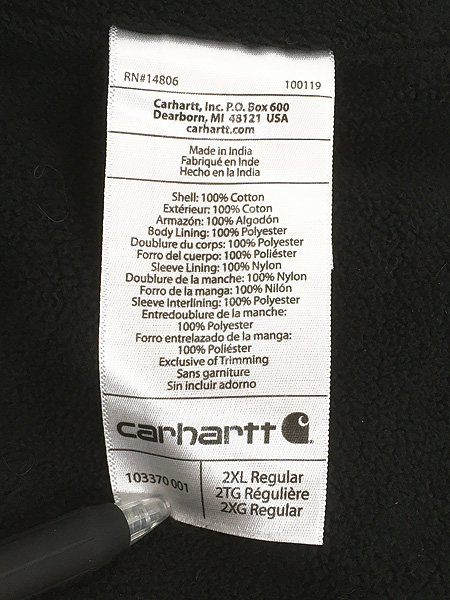 RN#14806 100119
Carhartt, Inc. P.O. Box 600
Dearborn, MI 48121 USA
carhartt.com
Made in India
Fabriqué en Inde
Hecho en la India
Shell: 100% Cotton
Extérieur: 100% Coton
Armazón: 100% Algodón
Body Lining: 100% Polyester
Doublure du corps: 100% Polyester
Forro del cuerpo: 100% Poliéster
Sleeve Lining: 100% Nylon
Doublure de la manche: 100% Nylon
Forro de la manga: 100% Nilón
Sleeve Interlining: 100% Polyester
Entredoublure de la manche:
100% Polyester
Forro entrelazado de la manga:
100% Poliéster
Exclusive of Trimming
Sans garniture
Sin incluir adorno
carhartt
103370 001
2XL Regular
2TG Régulière
2XG Regular